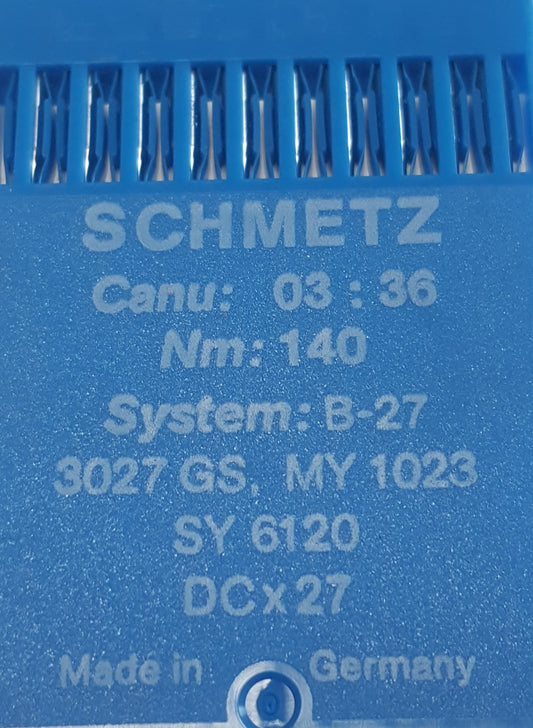 SCHMETZ
Canu: 03 : 36
Nm: 140
System: B-27
3027 GS, MY 1023
SY 6120
DCx27
Made in Germany